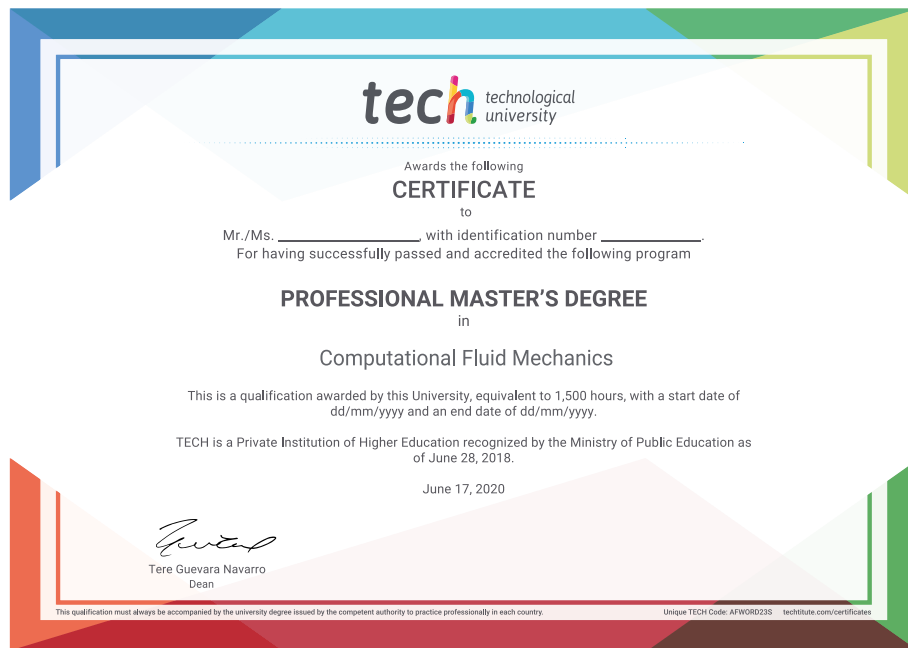 tech technological
university
Awards the following
CERTIFICATE
to
Mr./Ms. ____________________, with identification number ______________.
For having successfully passed and accredited the following program
PROFESSIONAL MASTER'S DEGREE
in
Computational Fluid Mechanics
This is a qualification awarded by this University, equivalent to 1,500 hours, with a start date of
dd/mm/yyyy and an end date of dd/mm/yyyy.
TECH is a Private Institution of Higher Education recognized by the Ministry of Public Education as
of June 28, 2018.
June 17, 2020
Tere Guevara Navarro
Dean
This qualification must always be accompanied by the university degree issued by the competent authority to practice professionally in each country.
Unique TECH Code: AFWORD23S techtitute.com/certificates